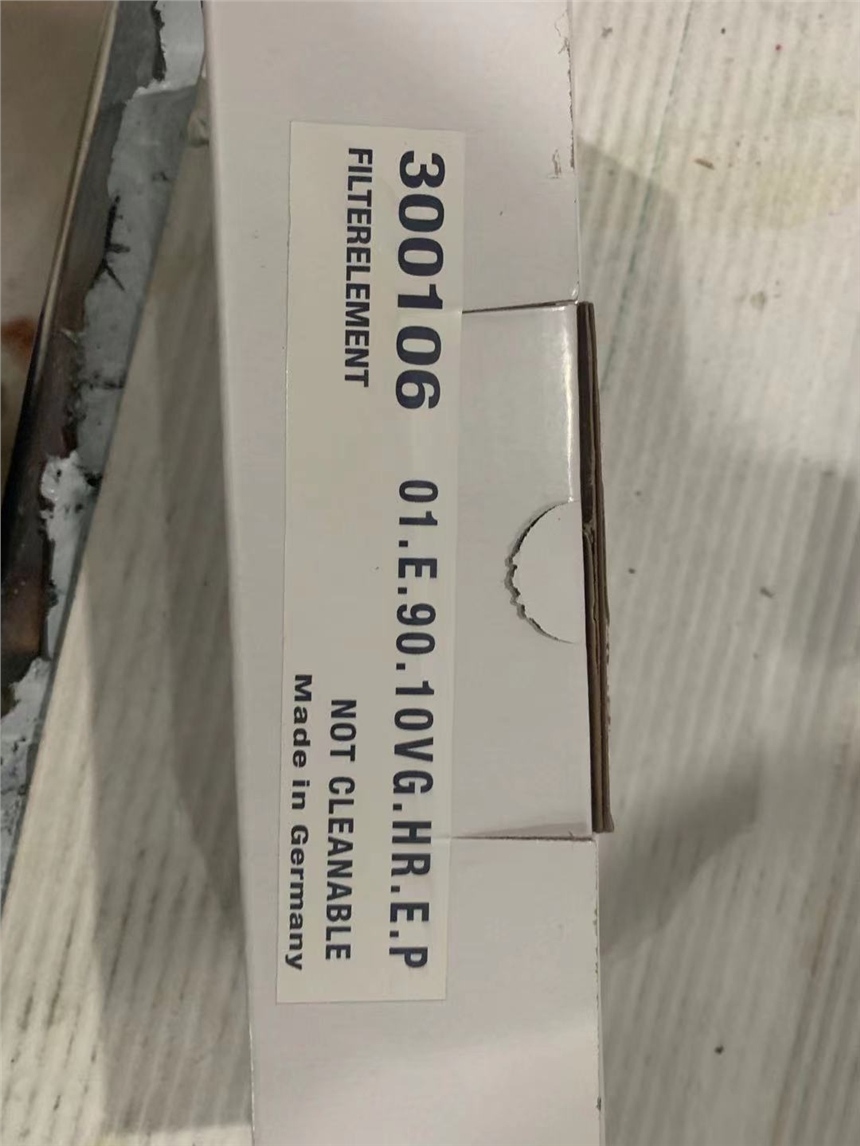 300106 01.E.90.10VG.HR.E.P
FILTERELEMENT
NOT CLEANABLE
Made in Germany